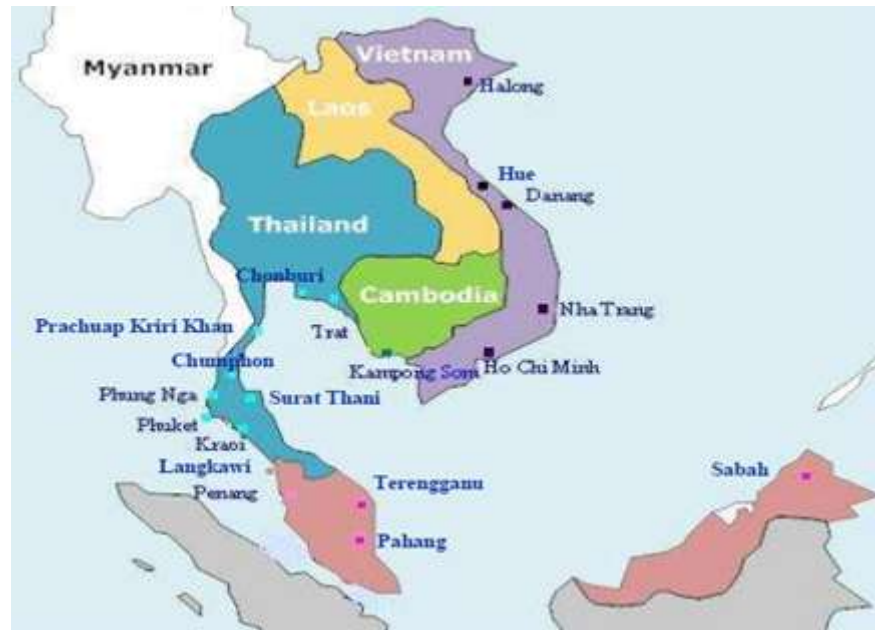 Vietnam
Myanmar
Halong
Laos
Hue
Danang
Thailand
Chonburi
Cambodia
Nha Trang
Prachuap Kriri Khan
Trat
Chumphon
Kampong Som
Ho Chi Minh
Phung Nga
Surat Thani
Phuket
Kraoi
Langkawi
Sabah
Penang
Terengganu
Pahang